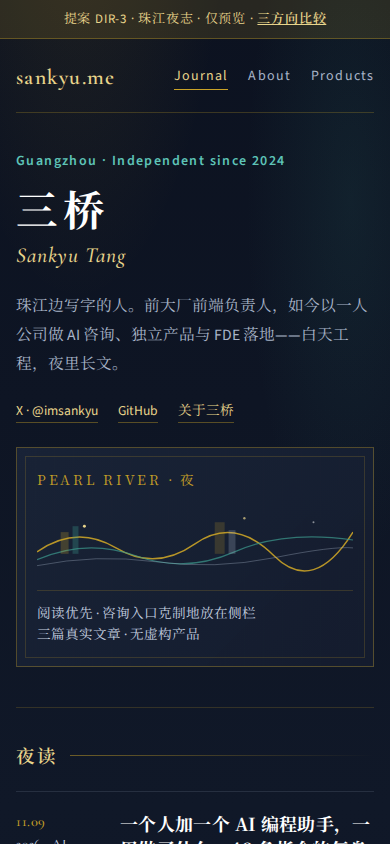 提案 DIR-3 · 珠江夜志 · 仅预览 · 三方向比较
sankyu.me
Journal About Products
Guangzhou · Independent since 2024
三桥
Sankyu Tang
珠江边写字的人。前大厂前端负责人，如今以一人
公司做 AI 咨询、独立产品与 FDE 落地——白天工
程，夜里长文。
X · @imsankyu GitHub 关于三桥
PEARL RIVER · 夜
阅读优先 · 咨询入口克制地放在侧栏
三篇真实文章 · 无虚构产品
夜读
11.09
一个人加一个 AI 编程助手，一